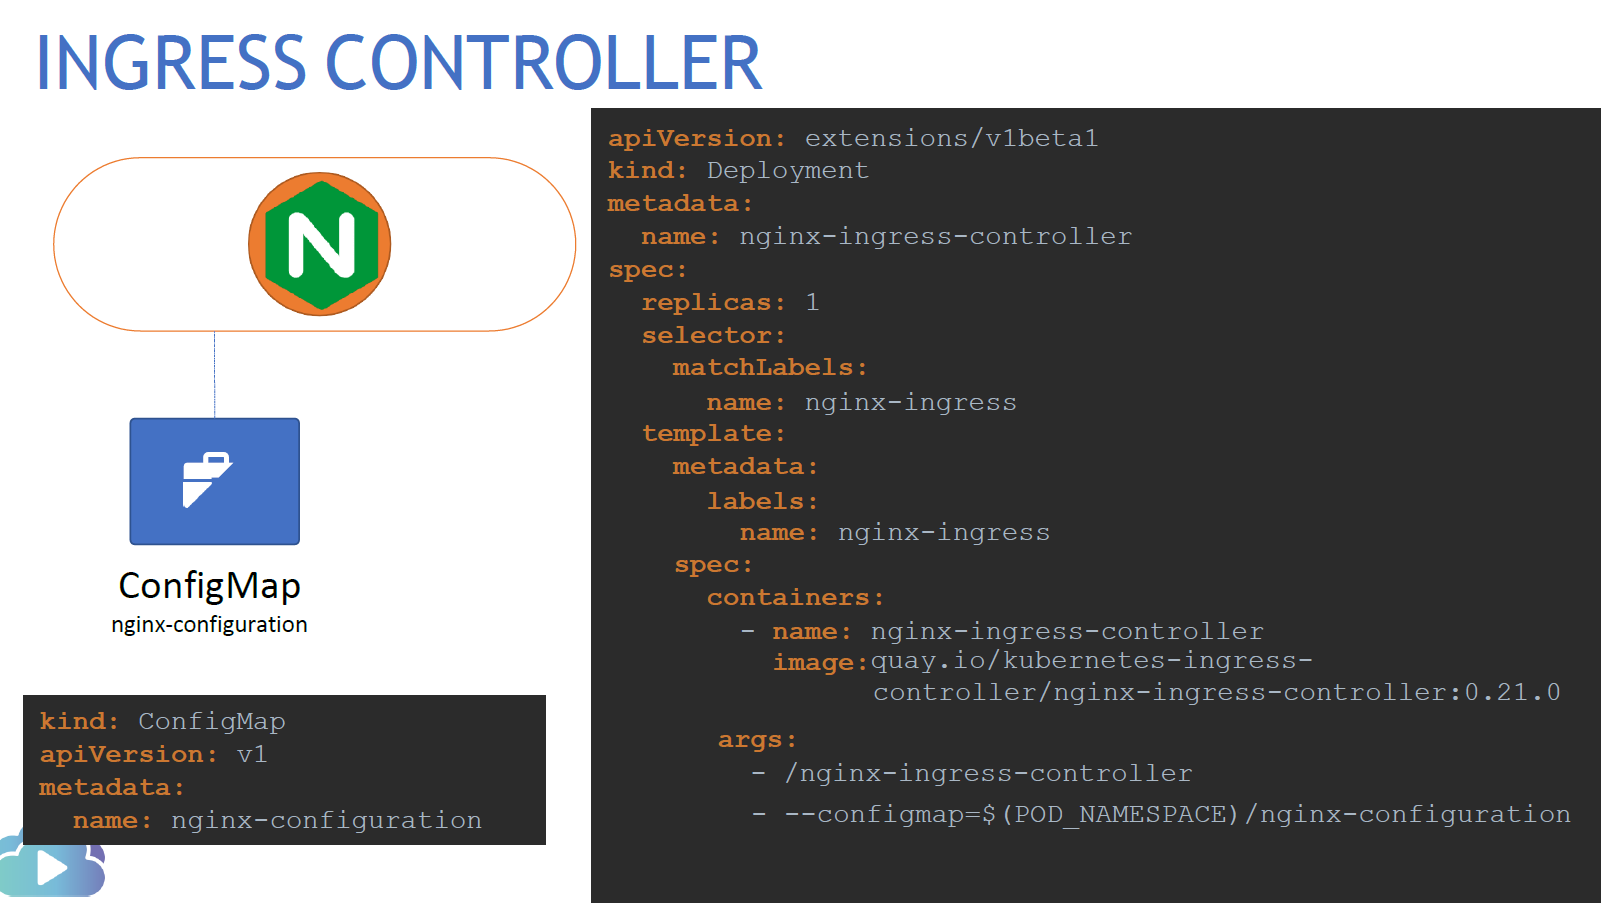 INGRESS CONTROLLER
N
ConfigMap
nginx-configuration
kind: ConfigMap
apiVersion: v1
metadata:
  name: nginx-configuration
apiVersion: extensions/v1beta1
kind: Deployment
metadata:
  name: nginx-ingress-controller
spec:
  replicas: 1
  selector:
    matchLabels:
      name: nginx-ingress
  template:
    metadata:
      labels:
        name: nginx-ingress
    spec:
      containers:
        - name: nginx-ingress-controller
          image:quay.io/kubernetes-ingress-
                controller/nginx-ingress-controller:0.21.0
       args:
         - /nginx-ingress-controller
         - --configmap=$(POD_NAMESPACE)/nginx-configuration